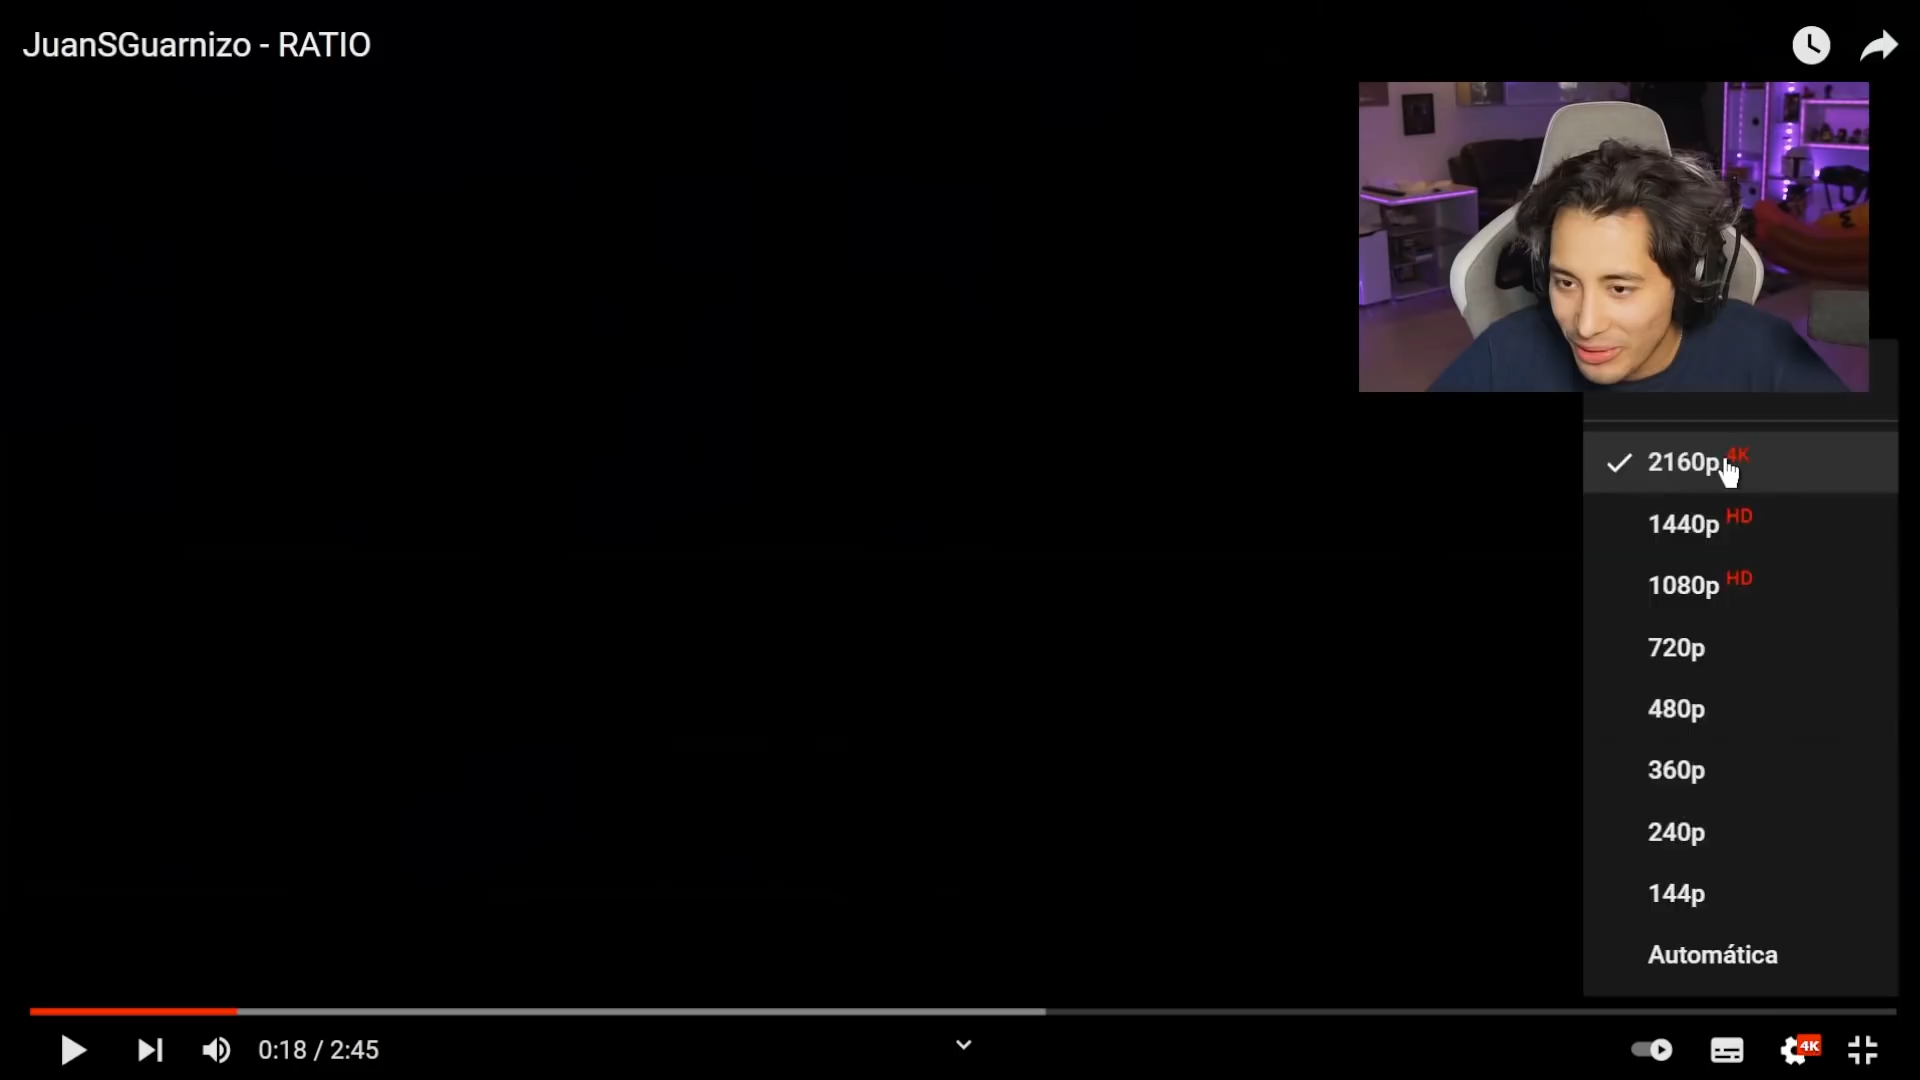 JuanSGuarnizo - RATIO
2160p 4K
1440p HD
1080p HD
720p
480p
360p
240p
144p
Automática
0:18 / 2:45
4K